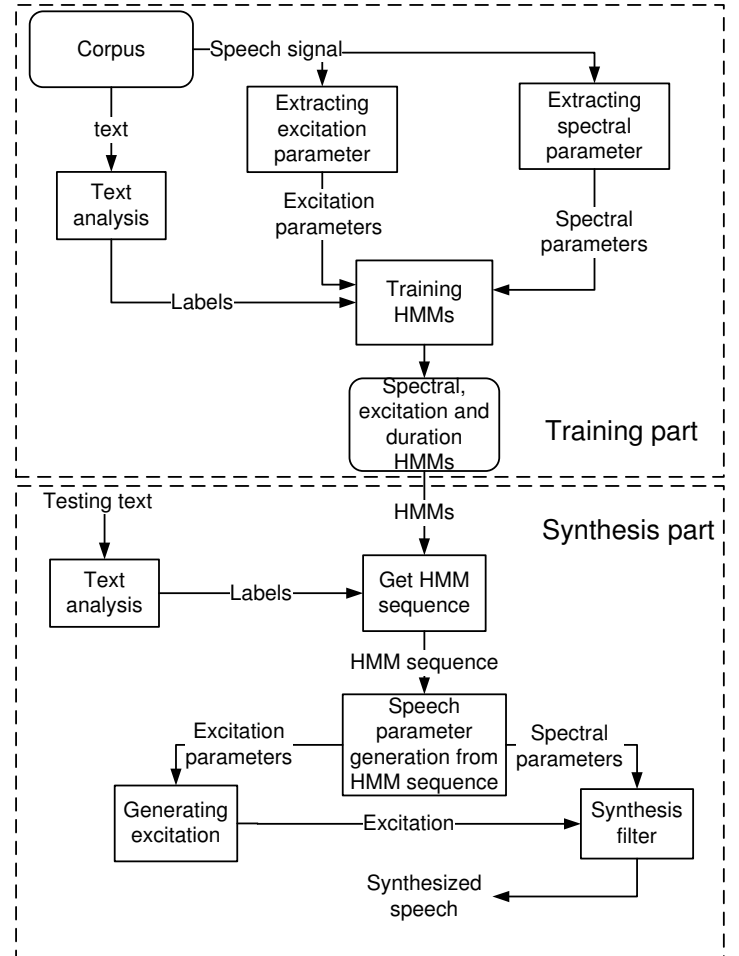 Corpus
Speech signal
text
Extracting
excitation
parameter
Extracting
spectral
parameter
Text
analysis
Excitation
parameters
Spectral
parameters
Labels
Training
HMMs
Spectral,
excitation and
duration
HMMs
Training part
Testing text
HMMs
Synthesis part
Text
analysis
Labels
Get HMM
sequence
HMM sequence
Excitation
parameters
Speech
parameter
generation from
HMM sequence
Spectral
parameters
Generating
excitation
Excitation
Synthesis
filter
Synthesized
speech